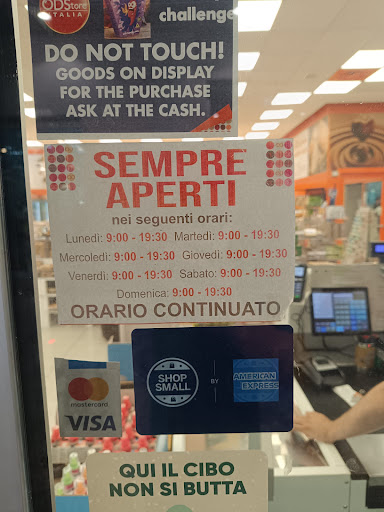 ODStore
ITALIA
challenge
DO NOT TOUCH!
GOODS ON DISPLAY
FOR THE PURCHASE
ASK AT THE CASH.
SEMPRE
APERTI
nei seguenti orari:
Lunedì: 9:00 - 19:30 Martedì: 9:00 - 19:30
Mercoledì: 9:00 - 19:30 Giovedì: 9:00 - 19:30
Venerdì: 9:00 - 19:30 Sabato: 9:00 - 19:30
Domenica: 9:00 - 19:30
ORARIO CONTINUATO
SHOP
SMALL
BY
AMERICAN
EXPRESS
mastercard
VISA
QUI IL CIBO
NON SI BUTTA